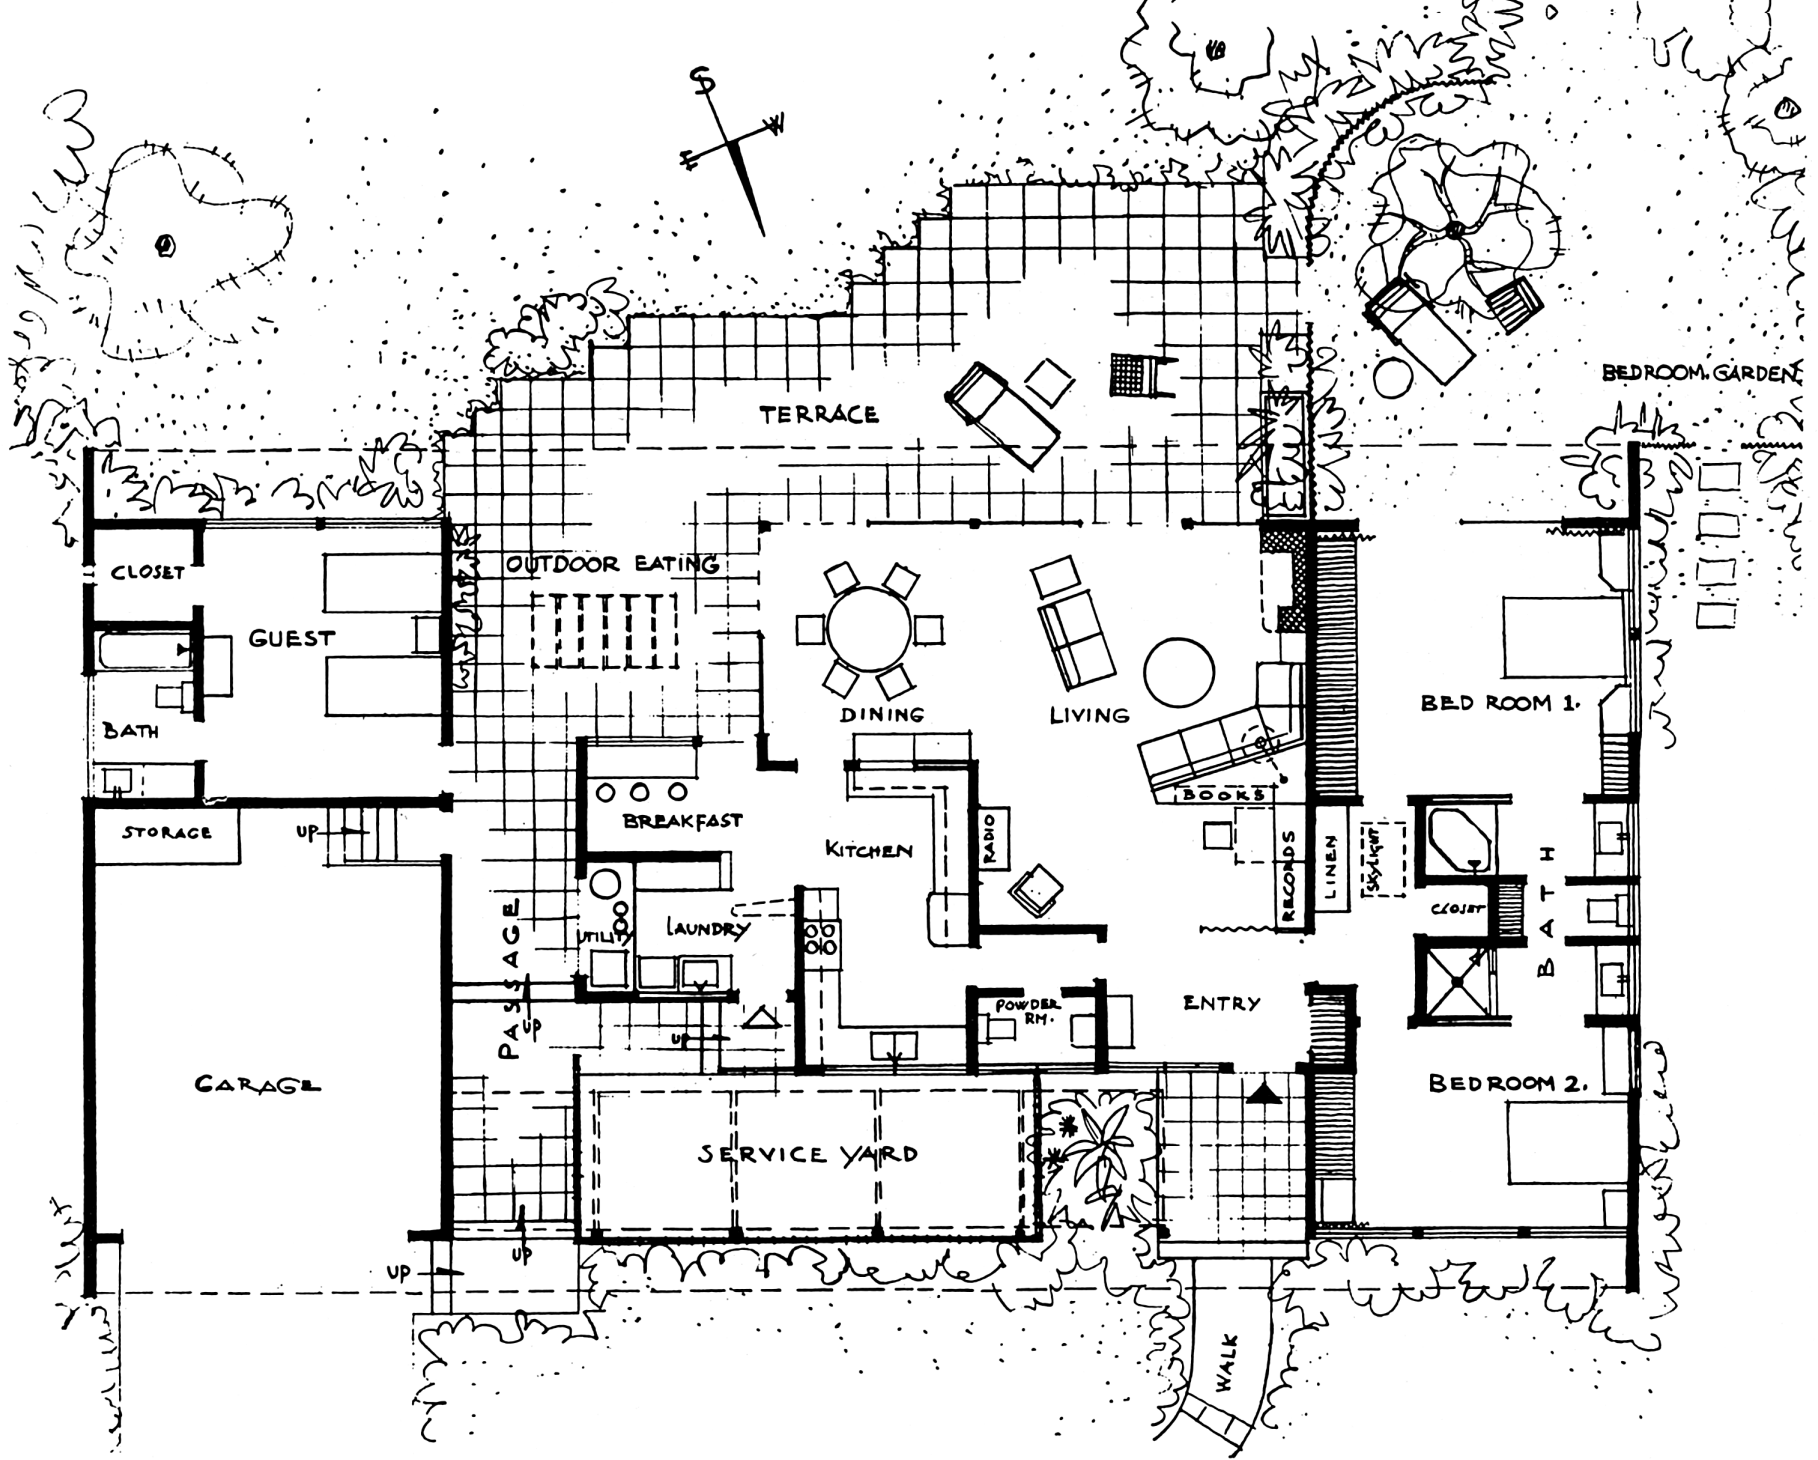 S
W
E
BEDROOM. GARDEN
TERRACE
OUTDOOR EATING
CLOSET
GUEST
BATH
DINING
LIVING
BED ROOM 1.
BOOKS
STORAGE
UP
BREAKFAST
KITCHEN
RADIO
RECORDS
LINEN
SKYLIGHT
BATH
CLOSET
UTILITY
LAUNDRY
PASSAGE
UP
UP
POWDER
RM.
ENTRY
GARAGE
BEDROOM 2.
SERVICE YARD
UP
UP
WALK